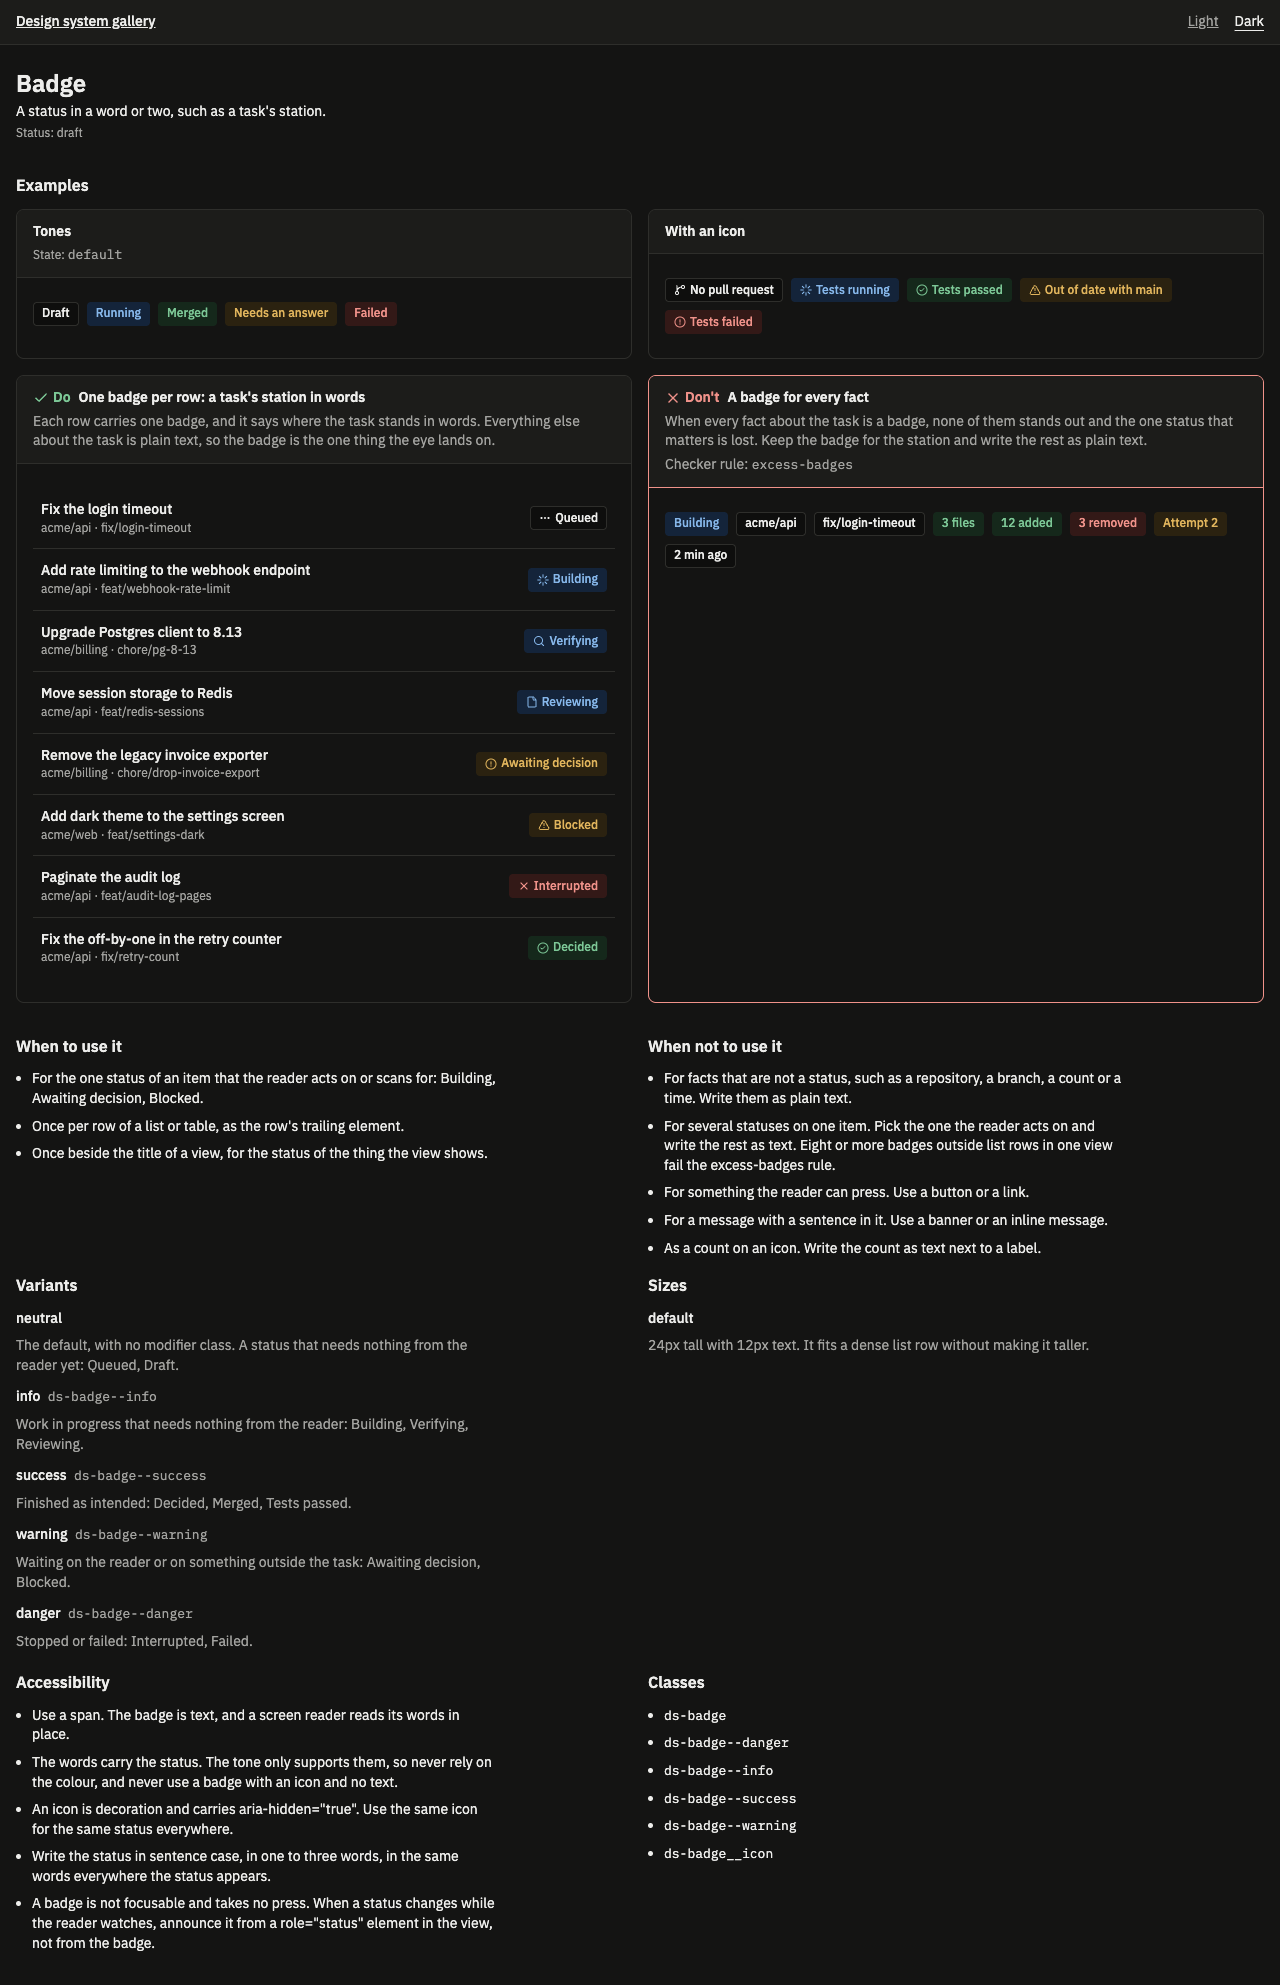 Design system gallery
Light Dark
Badge
A status in a word or two, such as a task's station.
Status: draft
Examples
Tones
State: default
Draft Running Merged Needs an answer Failed
With an icon
No pull request Tests running Tests passed Out of date with main
Tests failed
Do One badge per row: a task's station in words
Each row carries one badge, and it says where the task stands in words. Everything else
about the task is plain text, so the badge is the one thing the eye lands on.
Fix the login timeout
acme/api · fix/login-timeout
Queued
Add rate limiting to the webhook endpoint
acme/api · feat/webhook-rate-limit
Building
Upgrade Postgres client to 8.13
acme/billing · chore/pg-8-13
Verifying
Move session storage to Redis
acme/api · feat/redis-sessions
Reviewing
Remove the legacy invoice exporter
acme/billing · chore/drop-invoice-export
Awaiting decision
Add dark theme to the settings screen
acme/web · feat/settings-dark
Blocked
Paginate the audit log
acme/api · feat/audit-log-pages
Interrupted
Fix the off-by-one in the retry counter
acme/api · fix/retry-count
Decided
Don't A badge for every fact
When every fact about the task is a badge, none of them stands out and the one status that
matters is lost. Keep the badge for the station and write the rest as plain text.
Checker rule: excess-badges
Building acme/api fix/login-timeout 3 files 12 added 3 removed Attempt 2
2 min ago
When to use it
For the one status of an item that the reader acts on or scans for: Building,
Awaiting decision, Blocked.
Once per row of a list or table, as the row's trailing element.
Once beside the title of a view, for the status of the thing the view shows.
When not to use it
For facts that are not a status, such as a repository, a branch, a count or a
time. Write them as plain text.
For several statuses on one item. Pick the one the reader acts on and
write the rest as text. Eight or more badges outside list rows in one view
fail the excess-badges rule.
For something the reader can press. Use a button or a link.
For a message with a sentence in it. Use a banner or an inline message.
As a count on an icon. Write the count as text next to a label.
Variants
neutral
The default, with no modifier class. A status that needs nothing from the
reader yet: Queued, Draft.
info ds-badge--info
Work in progress that needs nothing from the reader: Building, Verifying,
Reviewing.
success ds-badge--success
Finished as intended: Decided, Merged, Tests passed.
warning ds-badge--warning
Waiting on the reader or on something outside the task: Awaiting decision,
Blocked.
danger ds-badge--danger
Stopped or failed: Interrupted, Failed.
Sizes
default
24px tall with 12px text. It fits a dense list row without making it taller.
Accessibility
Use a span. The badge is text, and a screen reader reads its words in
place.
The words carry the status. The tone only supports them, so never rely on
the colour, and never use a badge with an icon and no text.
An icon is decoration and carries aria-hidden="true". Use the same icon
for the same status everywhere.
Write the status in sentence case, in one to three words, in the same
words everywhere the status appears.
A badge is not focusable and takes no press. When a status changes while
the reader watches, announce it from a role="status" element in the view,
not from the badge.
Classes
ds-badge
ds-badge--danger
ds-badge--info
ds-badge--success
ds-badge--warning
ds-badge__icon